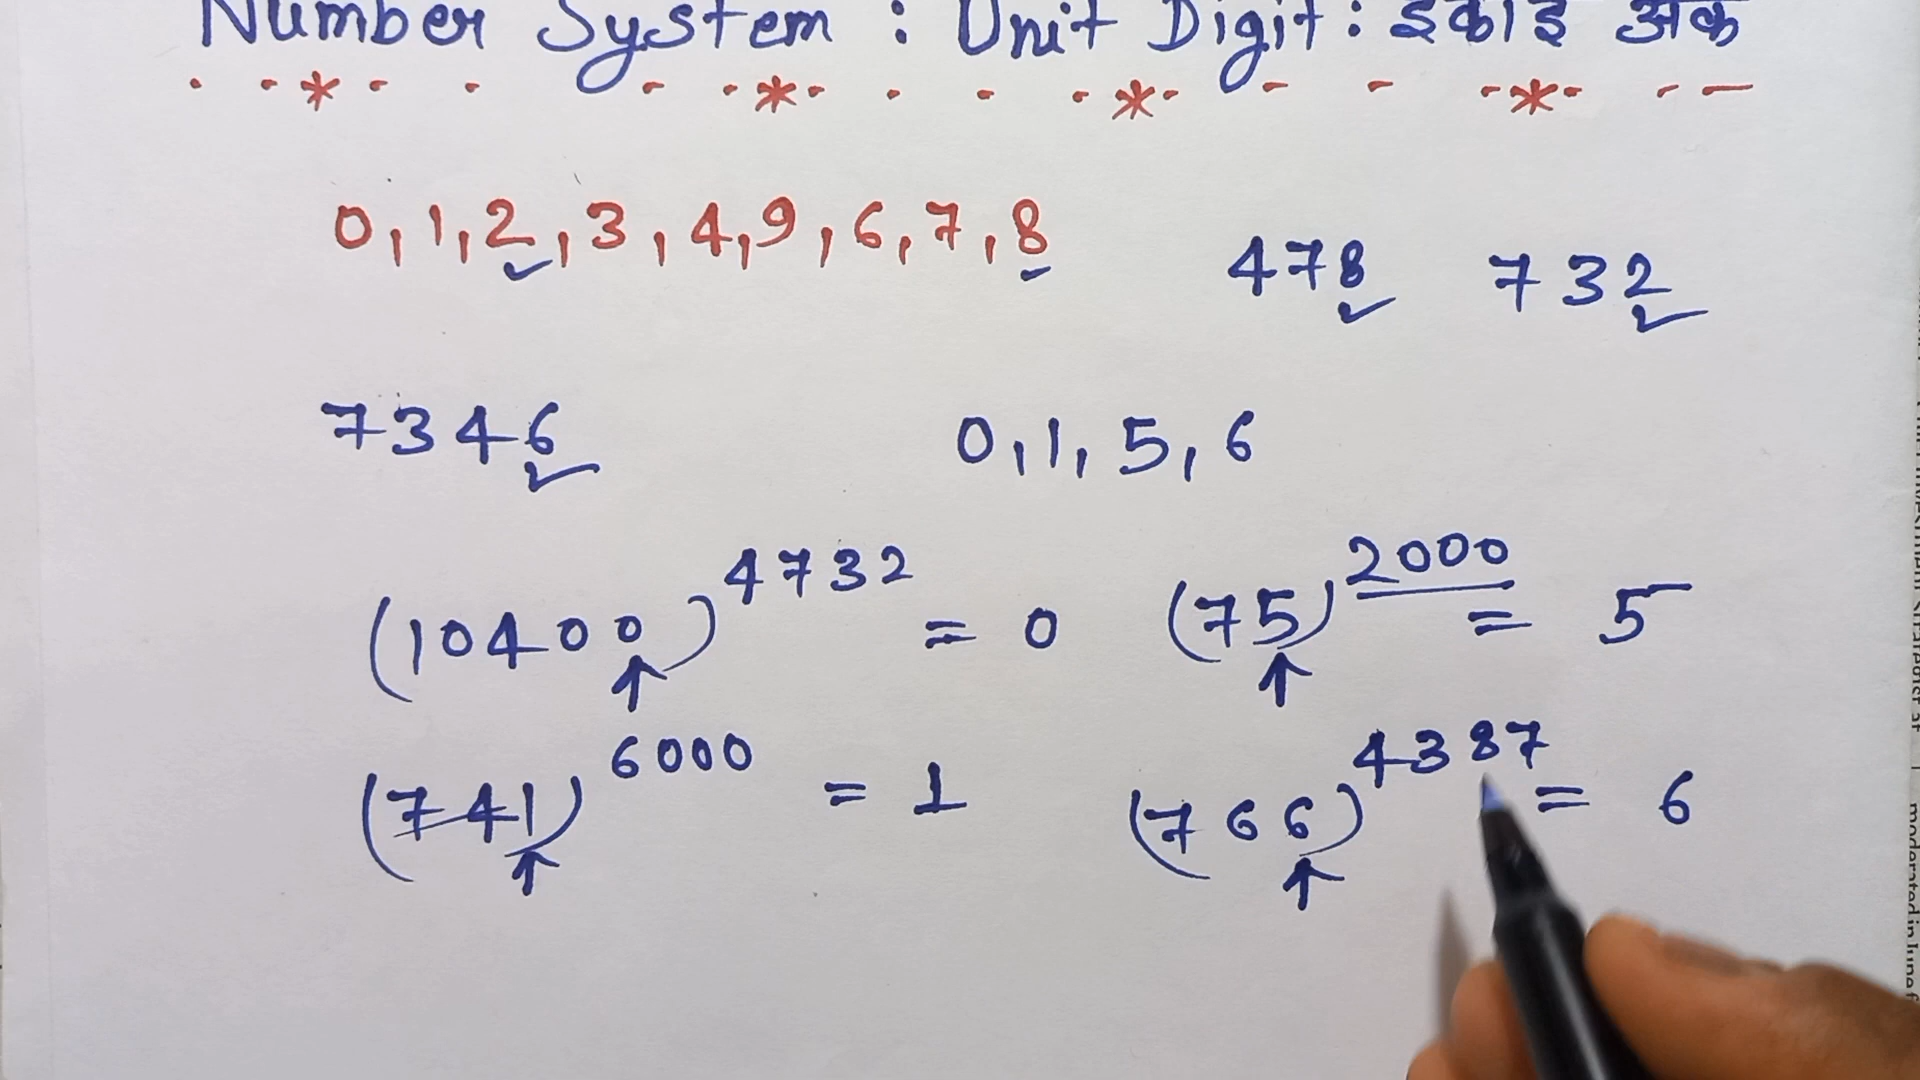 Number System : Unit Digit : इकाई अंक
0, 1, 2, 3, 4, 9, 6, 7, 8
478 732
7346 0, 1, 5, 6
(10400)^4732 = 0 (75)^2000 = 5
(741)^6000 = 1 (766)^4387 = 6